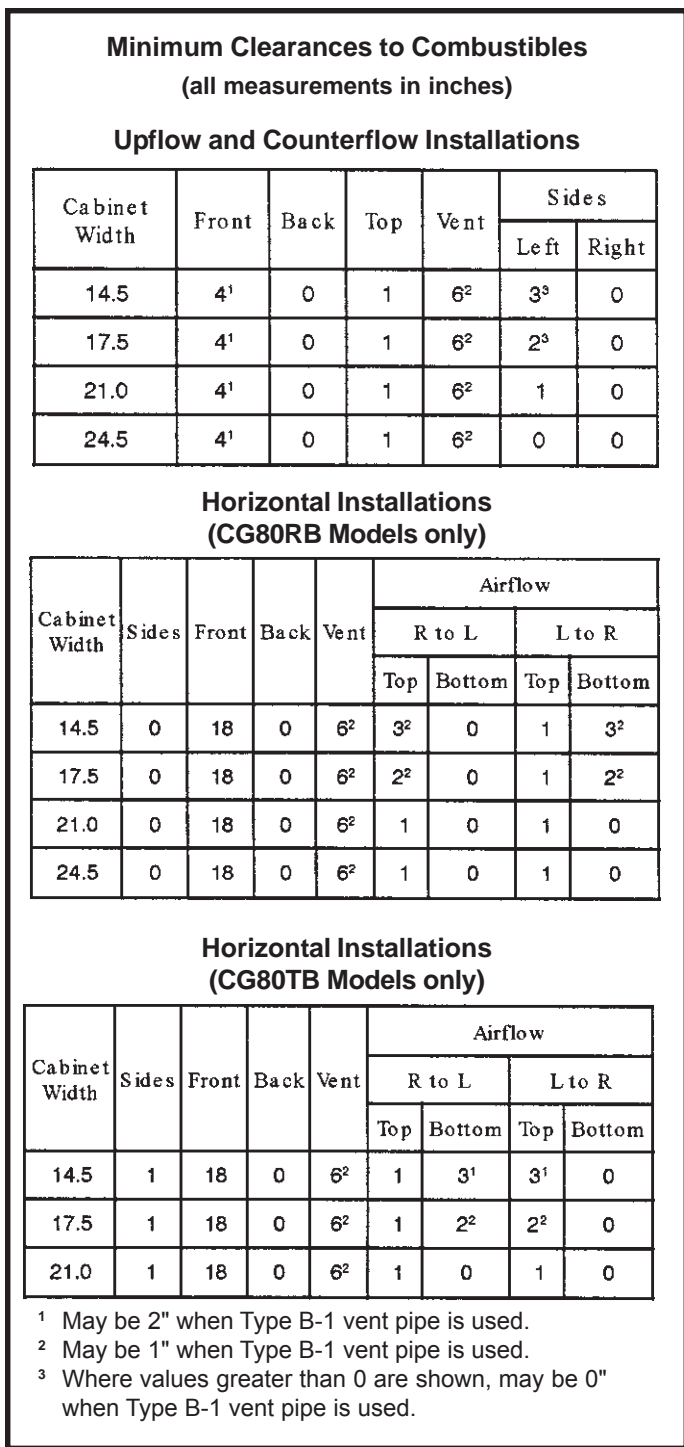 Minimum Clearances to Combustibles
(all measurements in inches)
Upflow and Counterflow Installations
Cabinet Width Front Back Top Vent Sides
Left Right
14.5 4¹ 0 1 6² 3³ 0
17.5 4¹ 0 1 6² 2³ 0
21.0 4¹ 0 1 6² 1 0
24.5 4¹ 0 1 6² 0 0
Horizontal Installations
(CG80RB Models only)
Cabinet Width Sides Front Back Vent Airflow
R to L L to R
Top Bottom Top Bottom
14.5 0 18 0 6² 3² 0 1 3²
17.5 0 18 0 6² 2² 0 1 2²
21.0 0 18 0 6² 1 0 1 0
24.5 0 18 0 6² 1 0 1 0
Horizontal Installations
(CG80TB Models only)
Cabinet Width Sides Front Back Vent Airflow
R to L L to R
Top Bottom Top Bottom
14.5 1 18 0 6² 1 3¹ 3¹ 0
17.5 1 18 0 6² 1 2² 2² 0
21.0 1 18 0 6² 1 0 1 0
¹ May be 2" when Type B-1 vent pipe is used.
² May be 1" when Type B-1 vent pipe is used.
³ Where values greater than 0 are shown, may be 0"
when Type B-1 vent pipe is used.